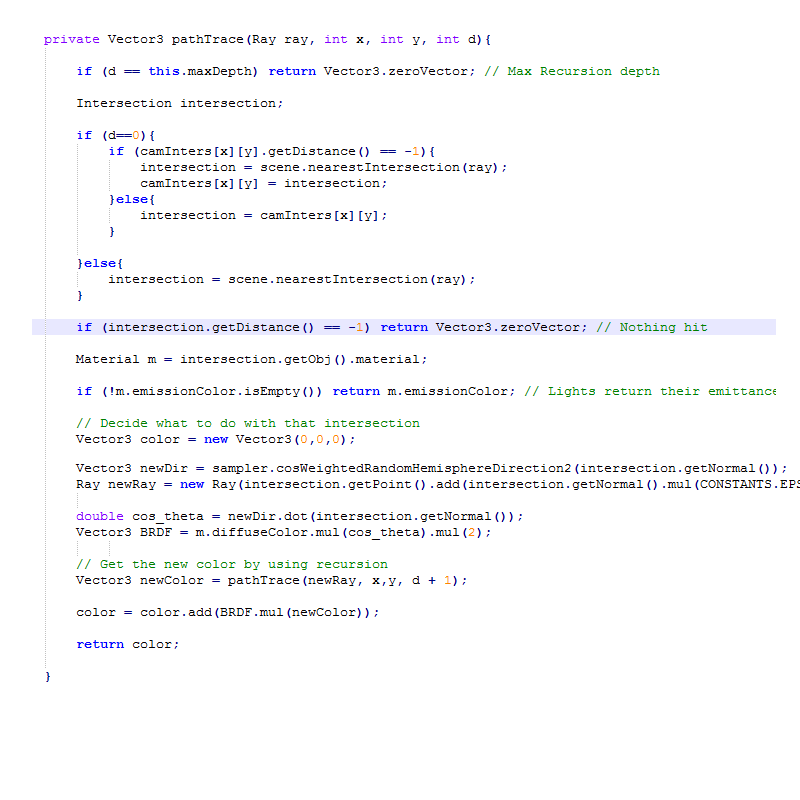 private Vector3 pathTrace(Ray ray, int x, int y, int d){
if (d == this.maxDepth) return Vector3.zeroVector; // Max Recursion depth
Intersection intersection;
if (d==0){
if (camInters[x][y].getDistance() == -1){
intersection = scene.nearestIntersection(ray);
camInters[x][y] = intersection;
}else{
intersection = camInters[x][y];
}
}else{
intersection = scene.nearestIntersection(ray);
}
if (intersection.getDistance() == -1) return Vector3.zeroVector; // Nothing hit
Material m = intersection.getObj().material;
if (!m.emissionColor.isEmpty()) return m.emissionColor; // Lights return their emittance
// Decide what to do with that intersection
Vector3 color = new Vector3(0,0,0);
Vector3 newDir = sampler.cosWeightedRandomHemisphereDirection2(intersection.getNormal());
Ray newRay = new Ray(intersection.getPoint().add(intersection.getNormal().mul(CONSTANTS.EPS
double cos_theta = newDir.dot(intersection.getNormal());
Vector3 BRDF = m.diffuseColor.mul(cos_theta).mul(2);
// Get the new color by using recursion
Vector3 newColor = pathTrace(newRay, x,y, d + 1);
color = color.add(BRDF.mul(newColor));
return color;
}